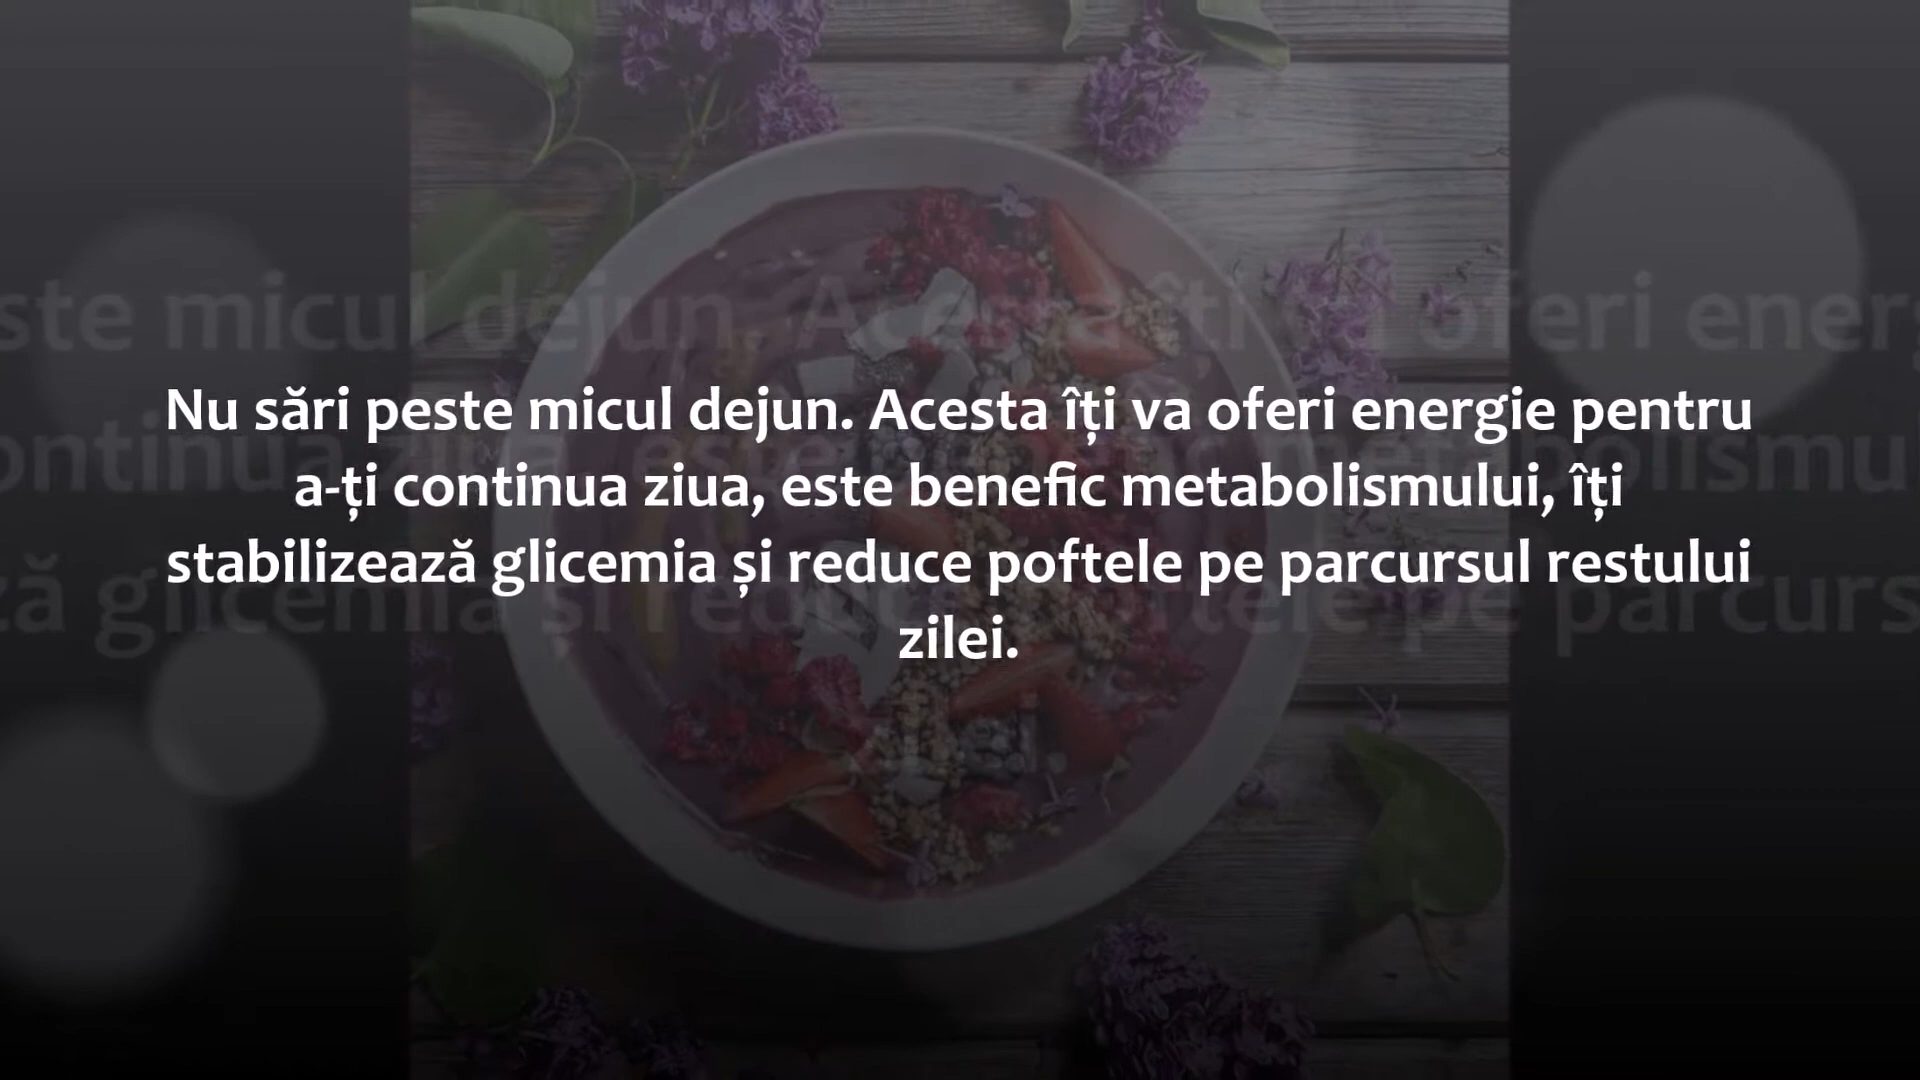 Nu sări peste micul dejun. Acesta îți va oferi energie pentru
a-ți continua ziua, este benefic metabolismului, îți
stabilizează glicemia și reduce poftele pe parcursul restului
zilei.